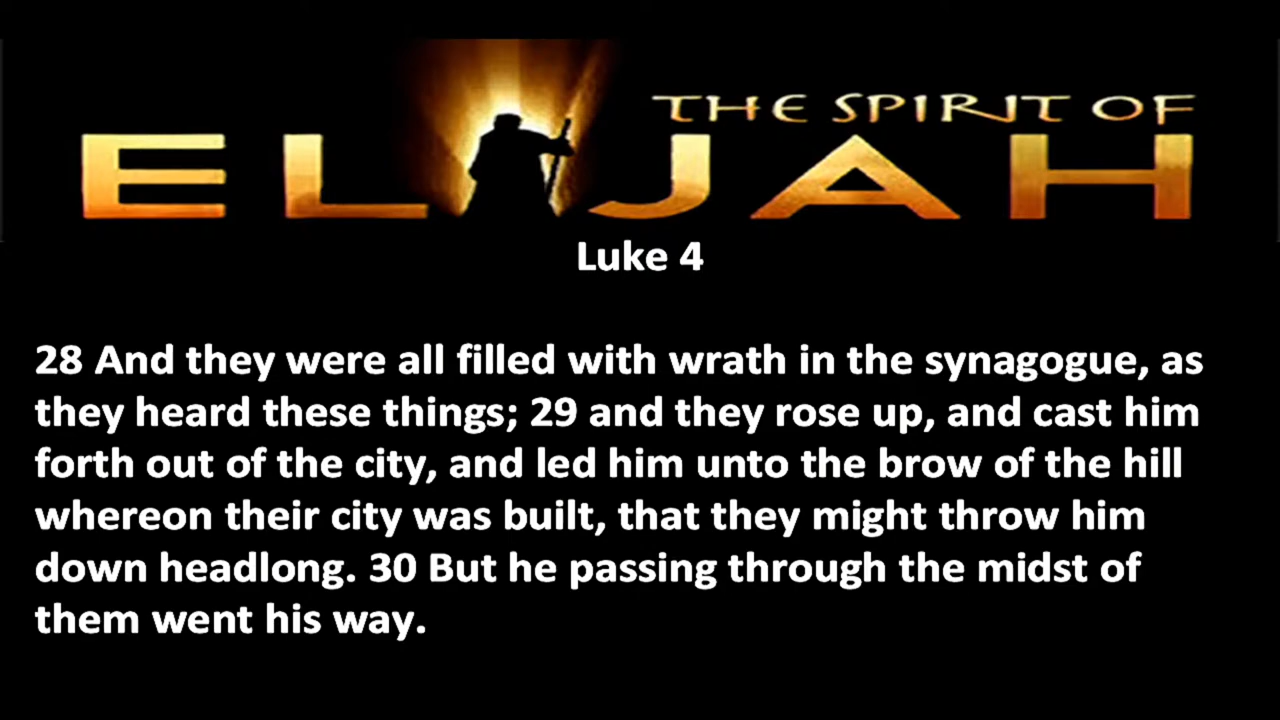 THE SPIRIT OF
ELIJAH
Luke 4
28 And they were all filled with wrath in the synagogue, as
they heard these things; 29 and they rose up, and cast him
forth out of the city, and led him unto the brow of the hill
whereon their city was built, that they might throw him
down headlong. 30 But he passing through the midst of
them went his way.